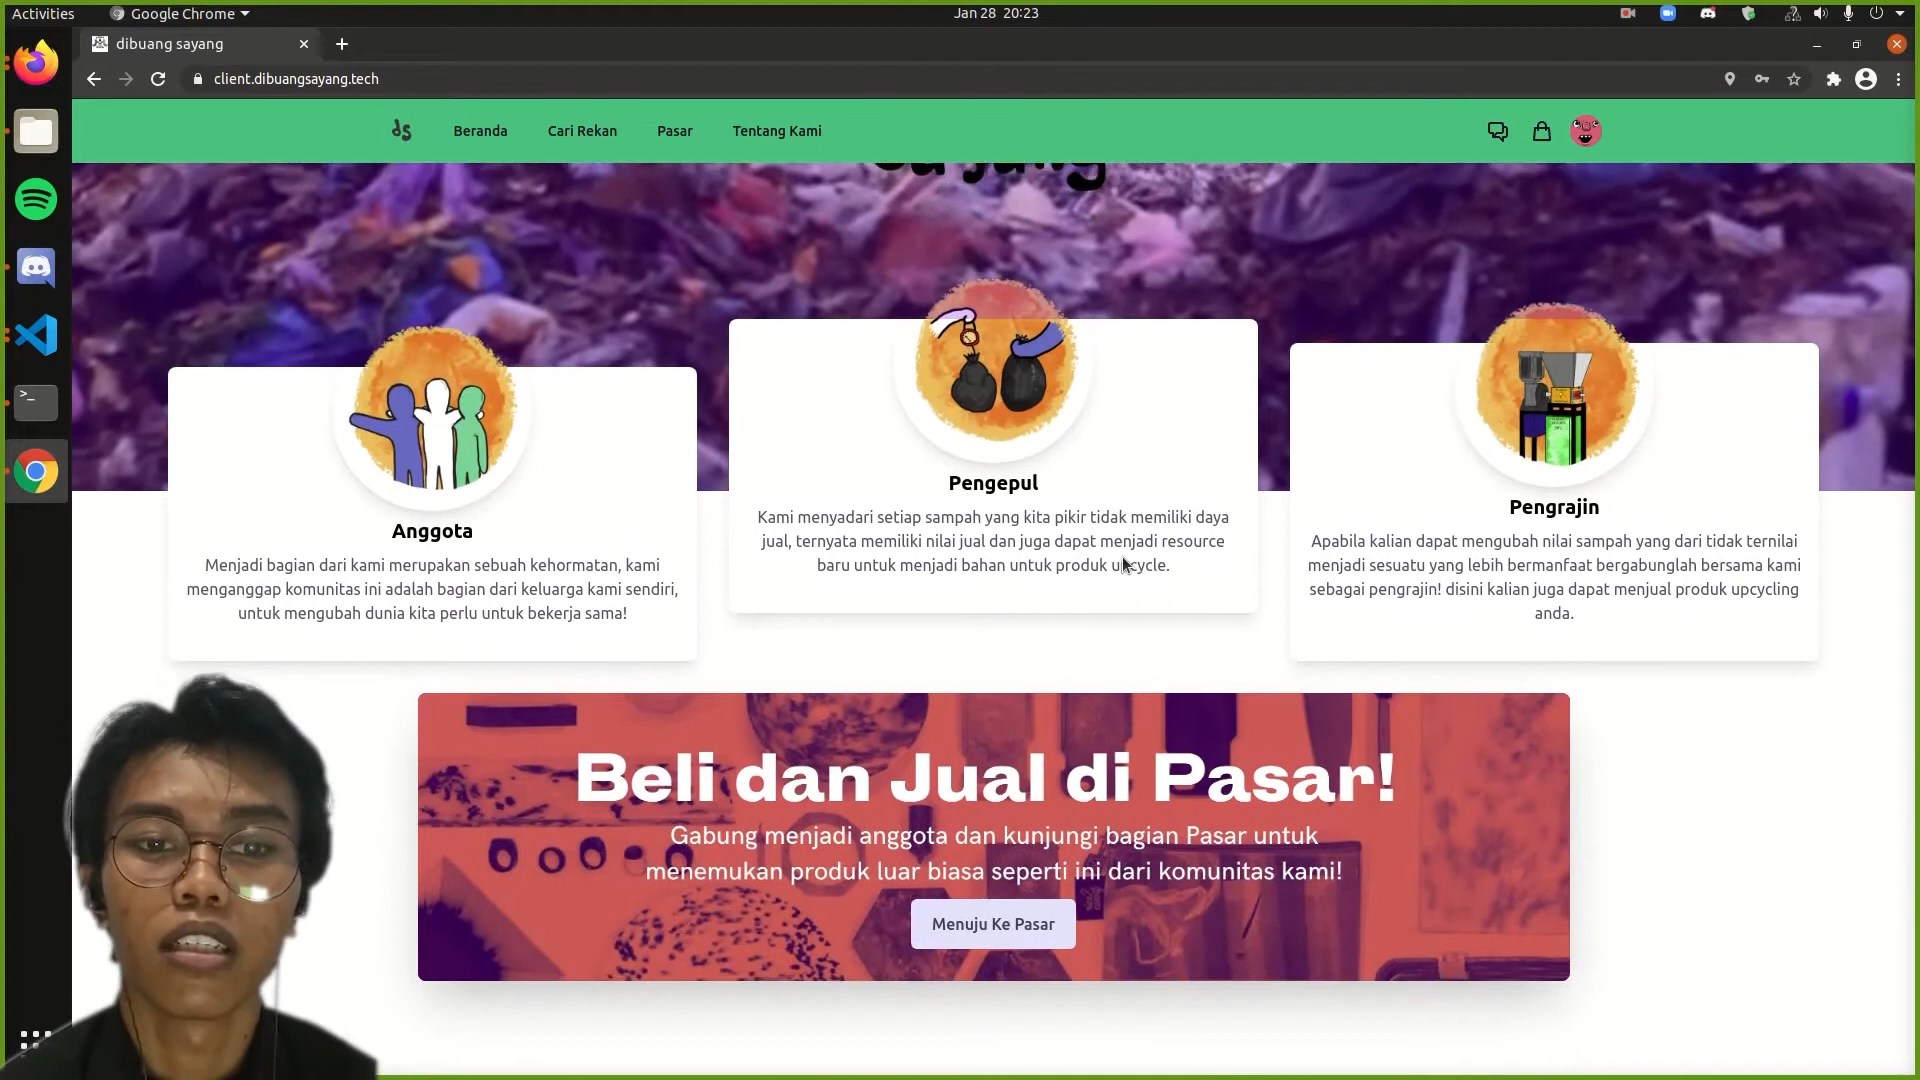 Activities
Google Chrome
Jan 28 20:23
dibuang sayang
client.dibuangsayang.tech
ds
Beranda
Cari Rekan
Pasar
Tentang Kami
Anggota
Menjadi bagian dari kami merupakan sebuah kehormatan, kami
menganggap komunitas ini adalah bagian dari keluarga kami sendiri,
untuk mengubah dunia kita perlu untuk bekerja sama!
Pengepul
Kami menyadari setiap sampah yang kita pikir tidak memiliki daya
jual, ternyata memiliki nilai jual dan juga dapat menjadi resource
baru untuk menjadi bahan untuk produk upcycle.
Pengrajin
Apabila kalian dapat mengubah nilai sampah yang dari tidak ternilai
menjadi sesuatu yang lebih bermanfaat bergabunglah bersama kami
sebagai pengrajin! disini kalian juga dapat menjual produk upcycling
anda.
Beli dan Jual di Pasar!
Gabung menjadi anggota dan kunjungi bagian Pasar untuk
menemukan produk luar biasa seperti ini dari komunitas kami!
Menuju Ke Pasar